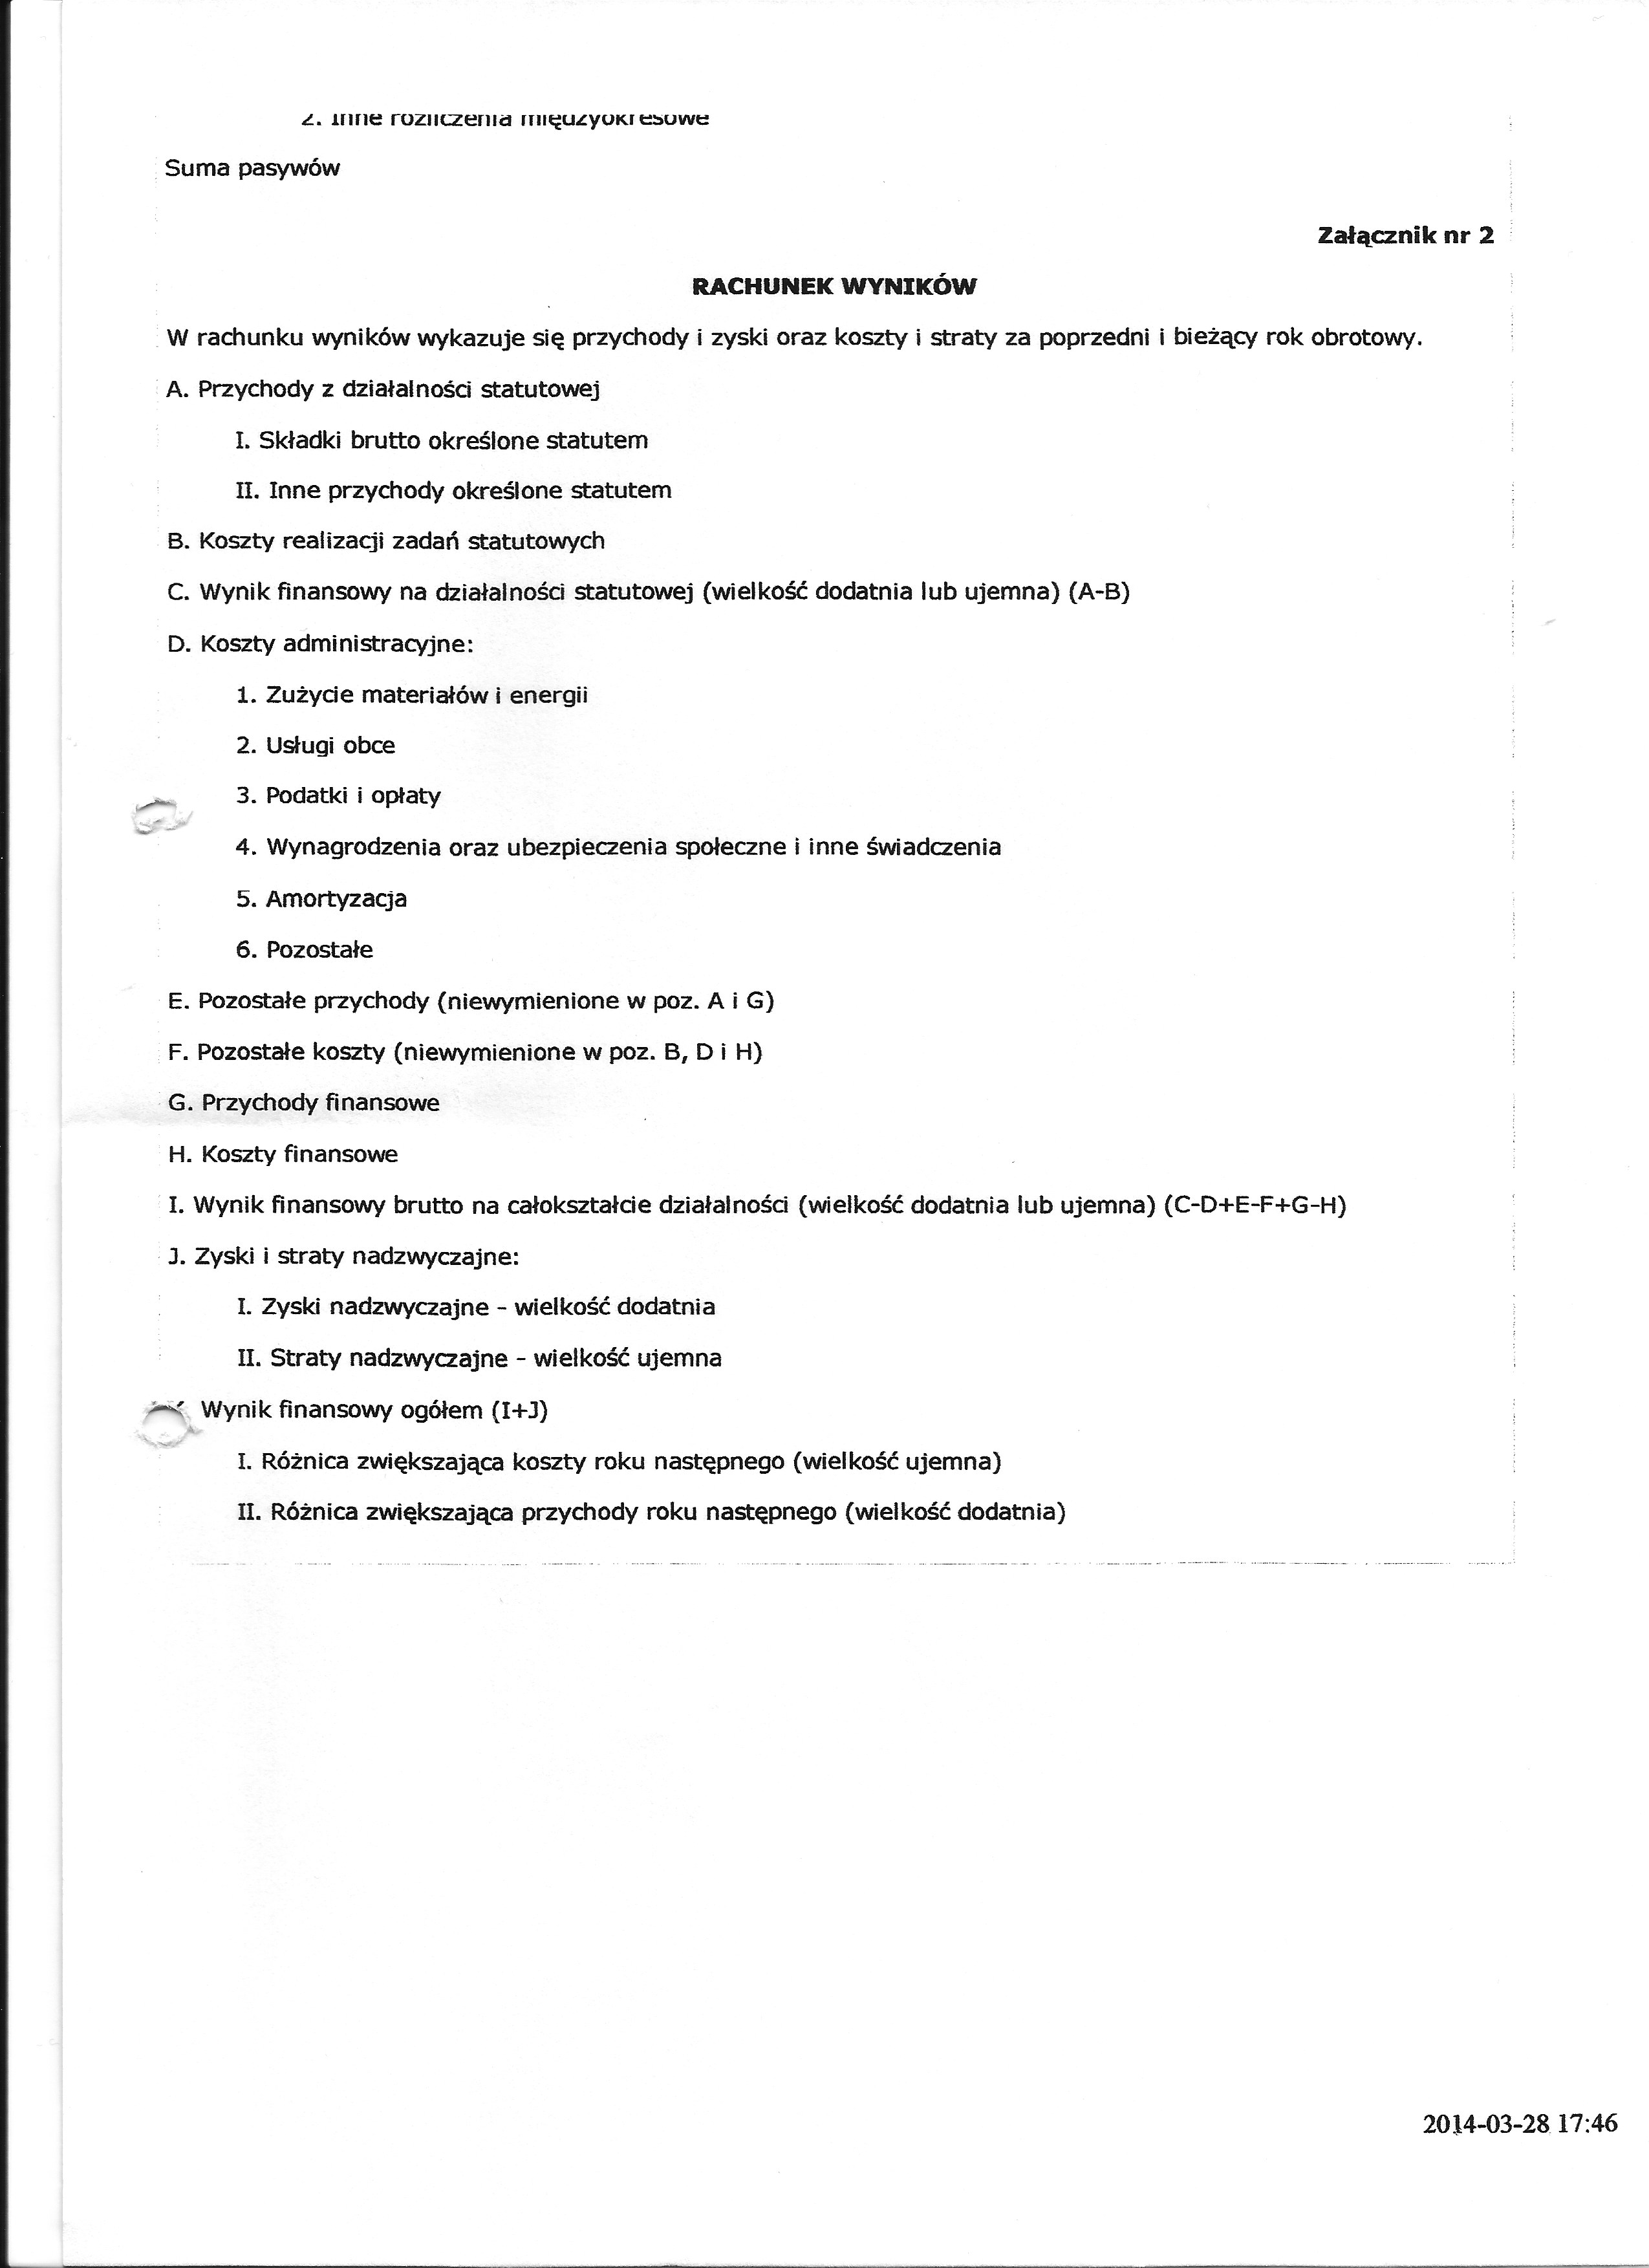 2. Inne rozliczenia międzyokresowe
Suma pasywów
Załącznik nr 2
RACHUNEK WYNIKÓW
W rachunku wyników wykazuje się przychody i zyski oraz koszty i straty za poprzedni i bieżący rok obrotowy.
A. Przychody z działalności statutowej
I. Składki brutto określone statutem
II. Inne przychody określone statutem
B. Koszty realizacji zadań statutowych
C. Wynik finansowy na działalności statutowej (wielkość dodatnia lub ujemna) (A-B)
D. Koszty administracyjne:
1. Zużycie materiałów i energii
2. Usługi obce
3. Podatki i opłaty
4. Wynagrodzenia oraz ubezpieczenia społeczne i inne świadczenia
5. Amortyzacja
6. Pozostałe
E. Pozostałe przychody (niewymienione w poz. A i G)
F. Pozostałe koszty (niewymienione w poz. B, D i H)
G. Przychody finansowe
H. Koszty finansowe
I. Wynik finansowy brutto na całokształcie działalności (wielkość dodatnia lub ujemna) (C-D+E-F+G-H)
J. Zyski i straty nadzwyczajne:
I. Zyski nadzwyczajne - wielkość dodatnia
II. Straty nadzwyczajne - wielkość ujemna
Wynik finansowy ogółem (I+J)
I. Różnica zwiększająca koszty roku następnego (wielkość ujemna)
II. Różnica zwiększająca przychody roku następnego (wielkość dodatnia)
2014-03-28 17:46